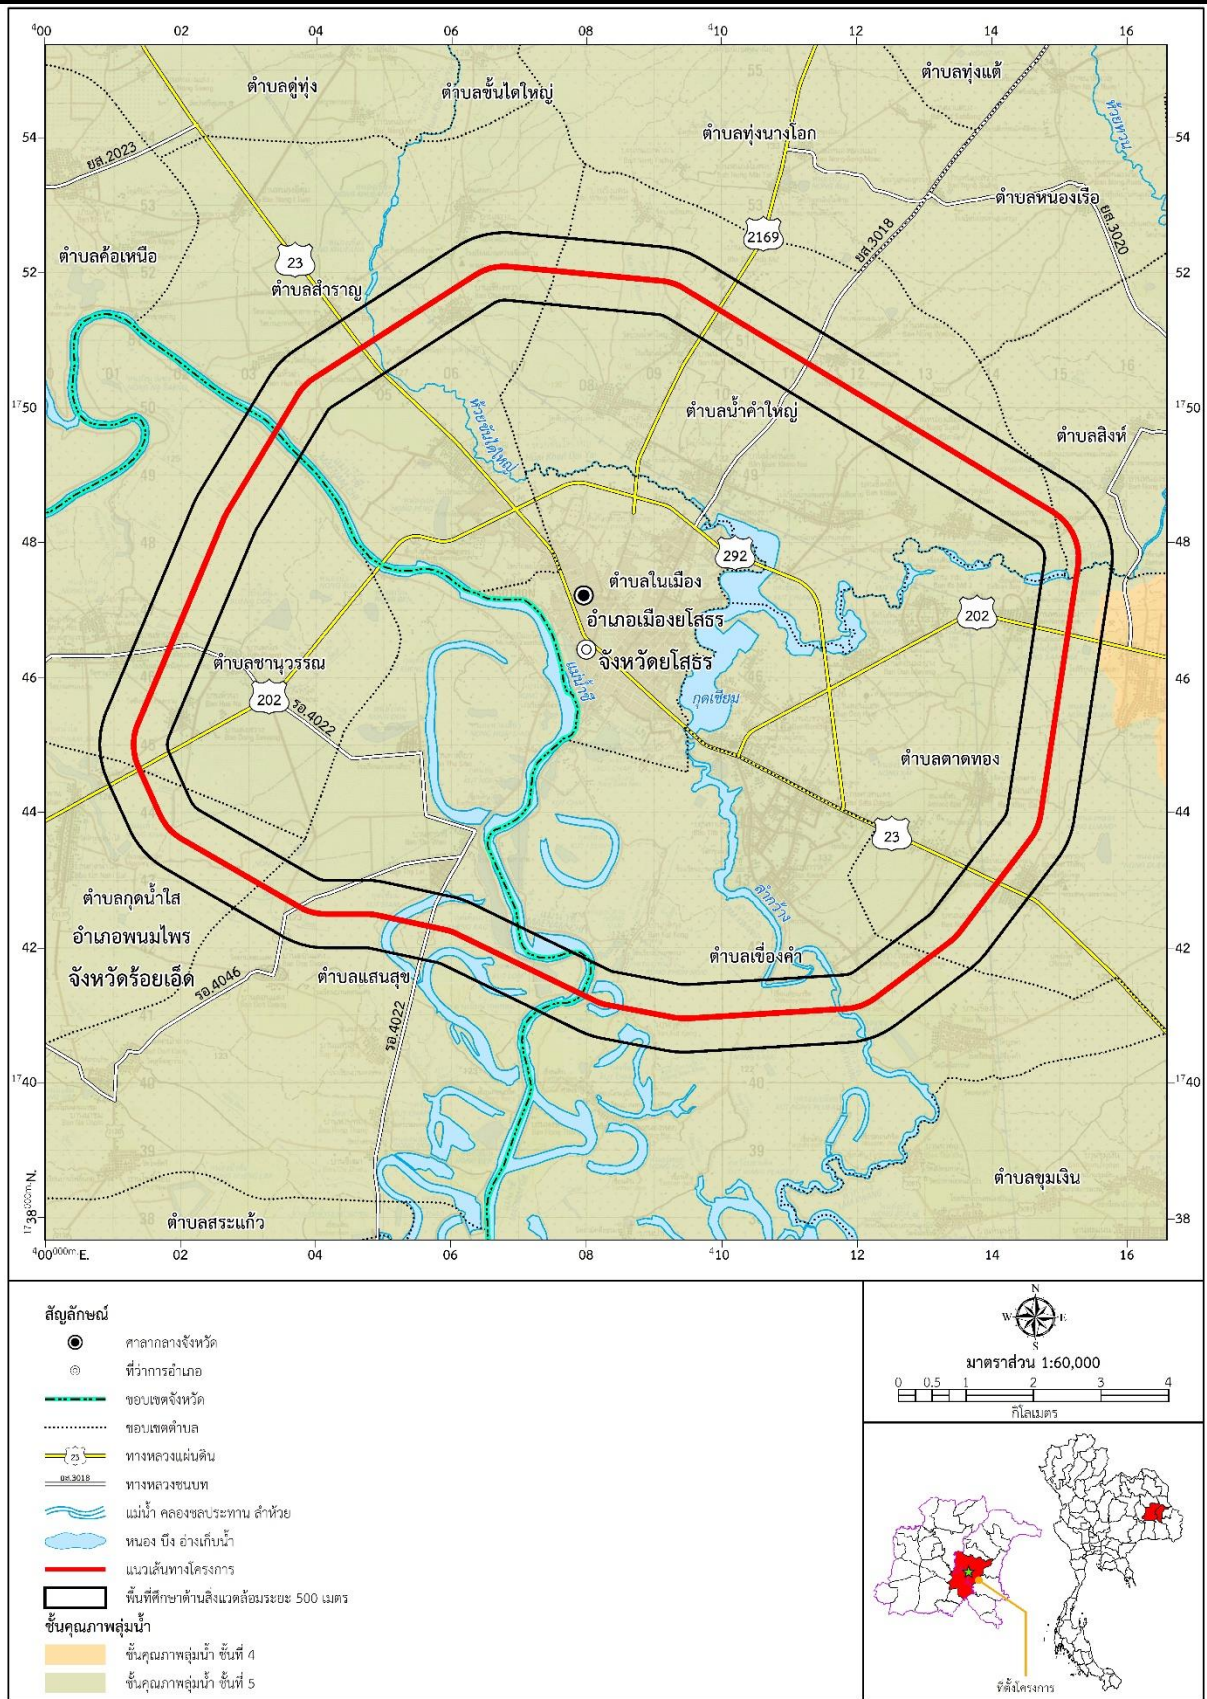 ⁴00 02 04 06 08 ⁴10 12 14 16
ตำบลทุ่งแต้
ตำบลดู่ทุ่ง
ตำบลขั้นไดใหญ่
ห้วยทวน
54 ตำบลทุ่งนางโอก 54
ยส.2023
ตำบลหนองเรือ
ยส.3020
2169
ยส.3018
ตำบลค้อเหนือ
23
52 52
ตำบลสำราญ
¹⁷50 ¹⁷50
ห้วยขั้นไดใหญ่
ตำบลน้ำคำใหญ่
ตำบลสิงห์
48 48
292
ตำบลในเมือง
อำเภอเมืองยโสธร
202
จังหวัดยโสธร
ตำบลชานุวรรณ
46 46
แม่น้ำชี
202
กุดเชียม
รอ.4022
ตำบลตาดทอง
44 44
23
ตำบลกุดน้ำใส
ลำกว้าง
อำเภอพนมไพร
42 42
ตำบลเขื่องคำ
จังหวัดร้อยเอ็ด
รอ.4046
ตำบลแสนสุข
รอ.4022
¹⁷40 ¹⁷40
ตำบลขุมเงิน
¹⁷38⁰⁰⁰ᵐ·N. 38
ตำบลสระแก้ว
⁴00⁰⁰⁰ᵐ·E. 02 04 06 08 ⁴10 12 14 16
สัญลักษณ์
ศาลากลางจังหวัด
ที่ว่าการอำเภอ
ขอบเขตจังหวัด
ขอบเขตตำบล
23 ทางหลวงแผ่นดิน
ยส.3018 ทางหลวงชนบท
แม่น้ำ คลองชลประทาน ลำห้วย
หนอง บึง อ่างเก็บน้ำ
แนวเส้นทางโครงการ
พื้นที่ศึกษาด้านสิ่งแวดล้อมระยะ 500 เมตร
ชั้นคุณภาพลุ่มน้ำ
ชั้นคุณภาพลุ่มน้ำ ชั้นที่ 4
ชั้นคุณภาพลุ่มน้ำ ชั้นที่ 5
N
W E
S
มาตราส่วน 1:60,000
0 0.5 1 2 3 4
กิโลเมตร
ที่ตั้งโครงการ